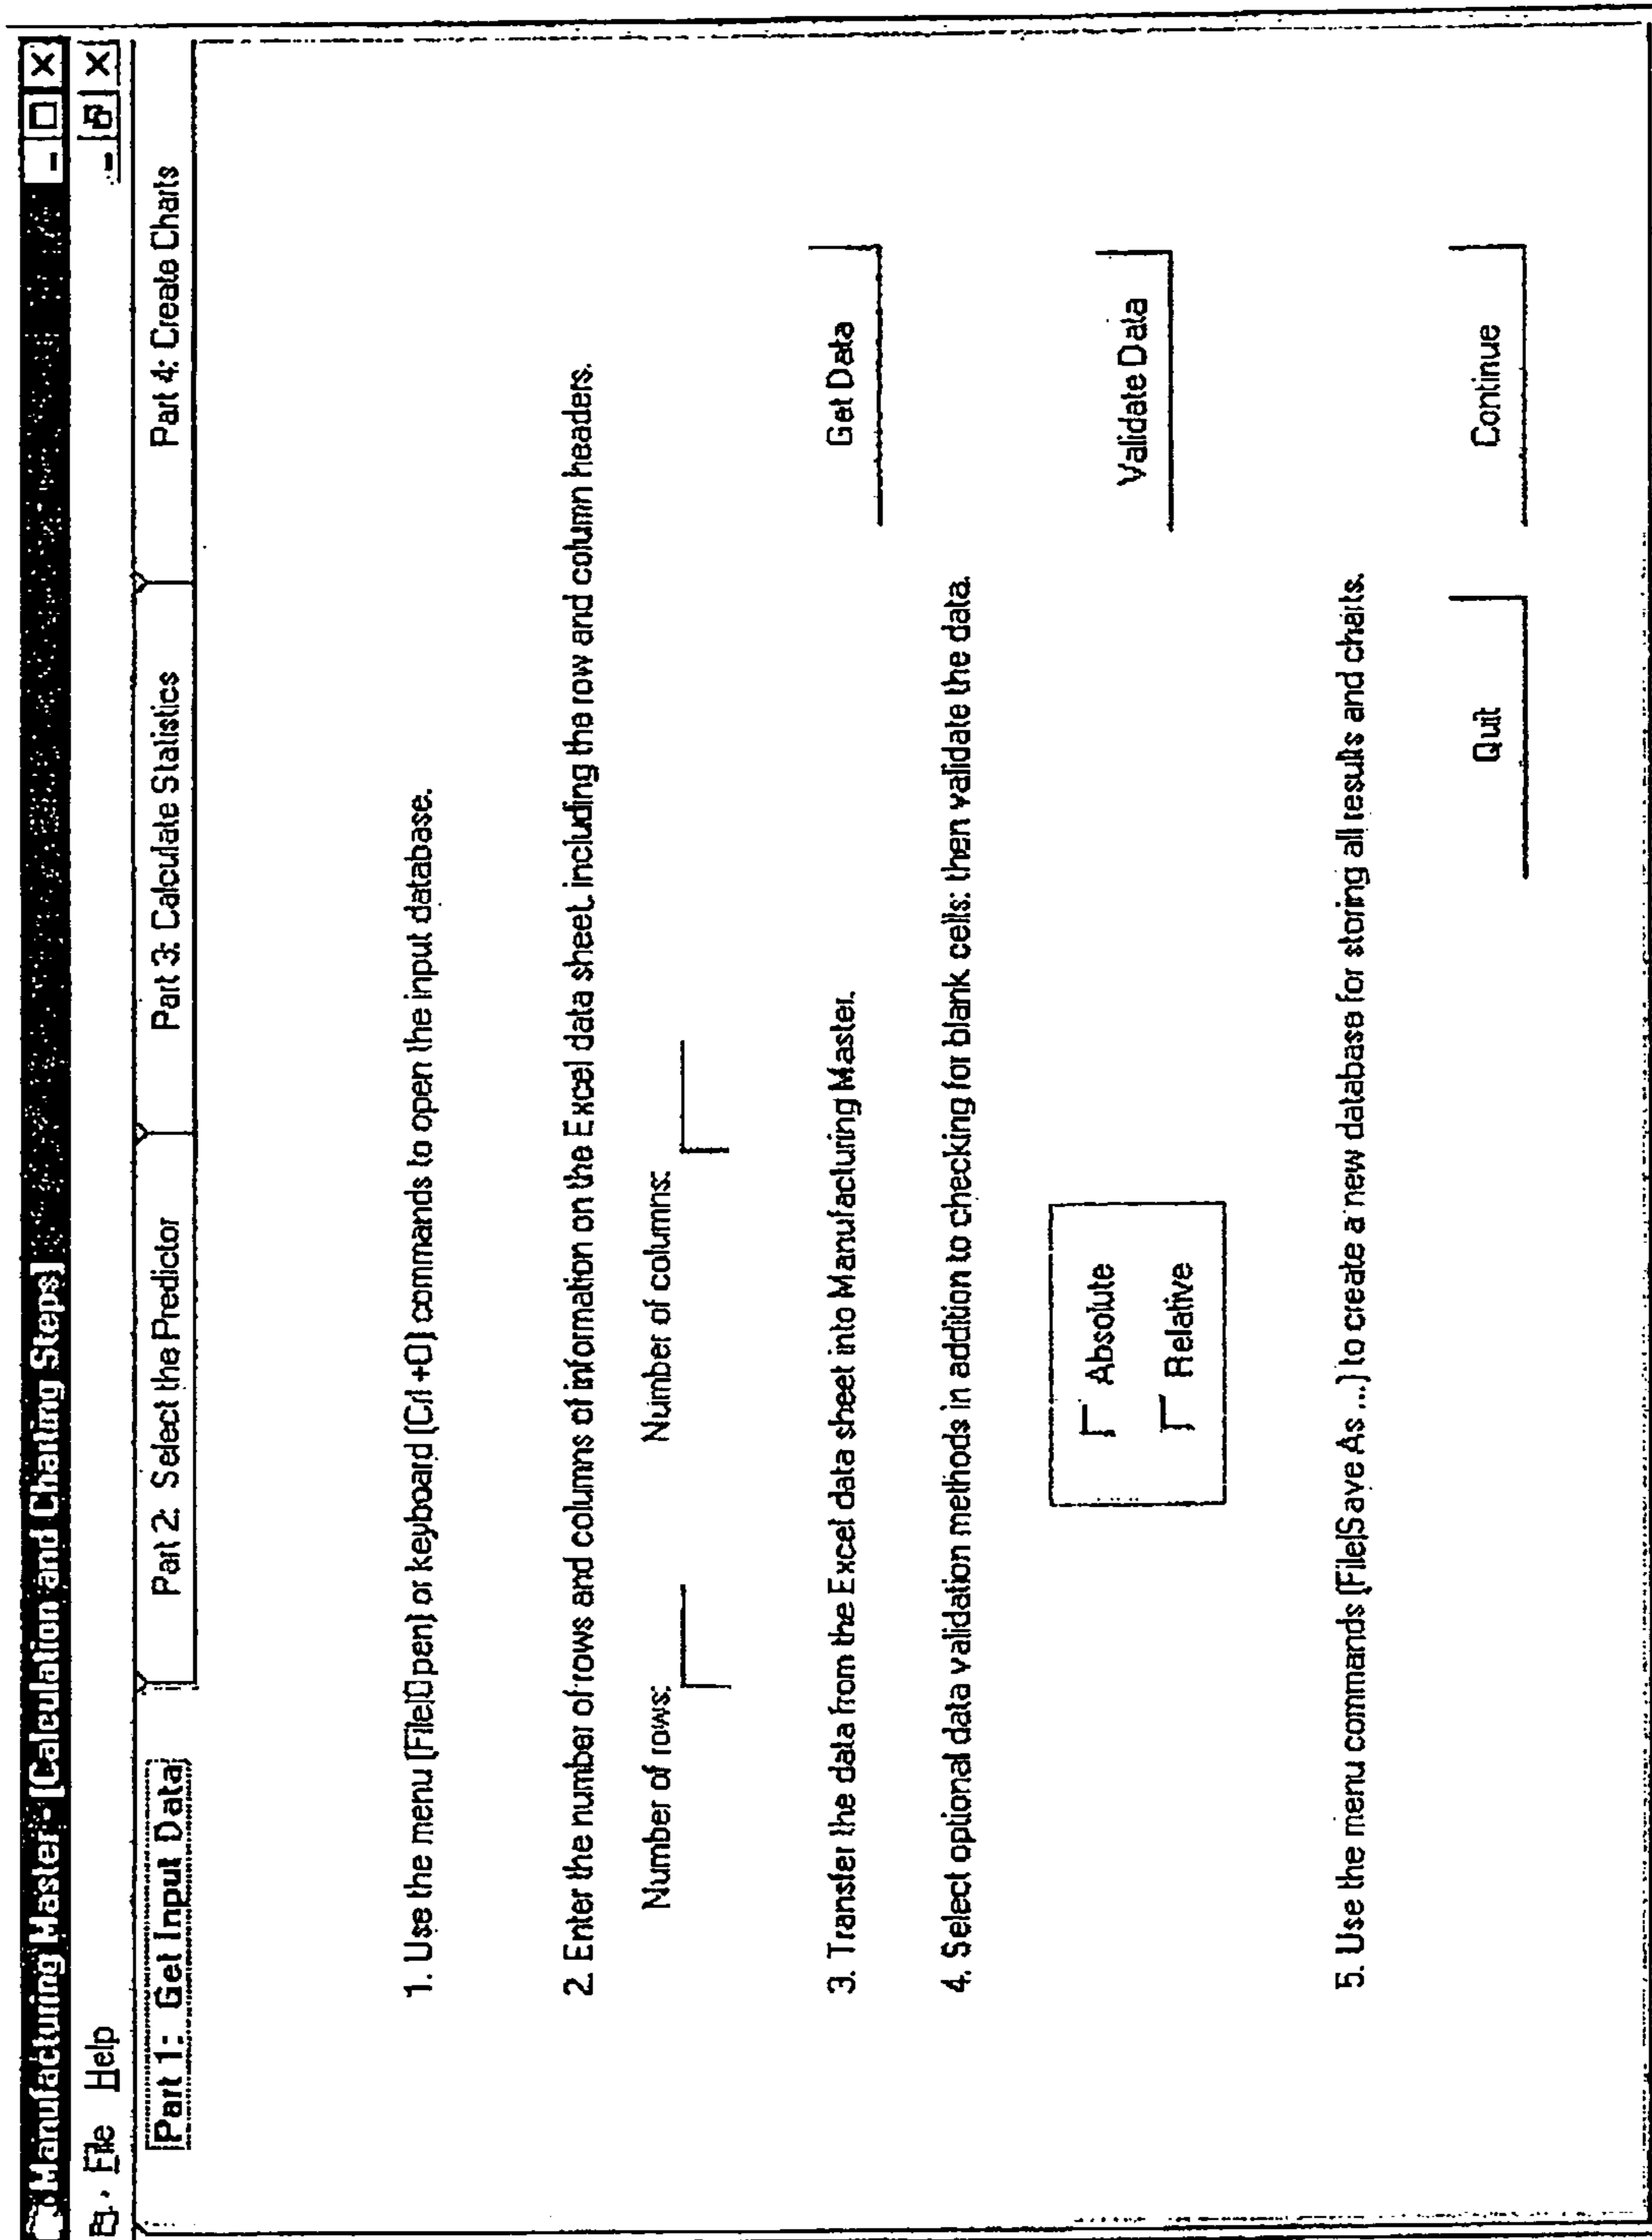 Manufacturing Master - [Calculation and Charting Steps]
File Help
Part 1: Get Input Data Part 2: Select the Predictor Part 3: Calculate Statistics Part 4: Create Charts
1. Use the menu (File|Open) or keyboard (Crl +O) commands to open the input database.
2. Enter the number of rows and columns of information on the Excel data sheet, including the row and column headers.
Number of rows: Number of columns:
3. Transfer the data from the Excel data sheet into Manufacturing Master.
Get Data
4. Select optional data validation methods in addition to checking for blank cells: then validate the data.
Absolute
Validate Data
Relative
5. Use the menu commands (File|Save As ...) to create a new database for storing all results and charts.
Quit Continue